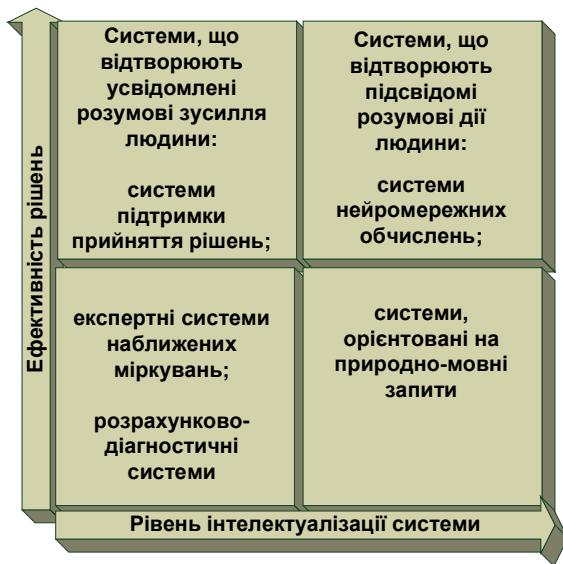 Ефективність рішень
Системи, що
відтворюють
усвідомлені
розумові зусилля
людини:
системи
підтримки
прийняття рішень;
Системи, що
відтворюють
підсвідомі
розумові дії
людини:
системи
нейромережних
обчислень;
експертні системи
наближених
міркувань;
розрахунково-
діагностичні
системи
системи,
орієнтовані на
природно-мовні
запити
Рівень інтелектуалізації системи